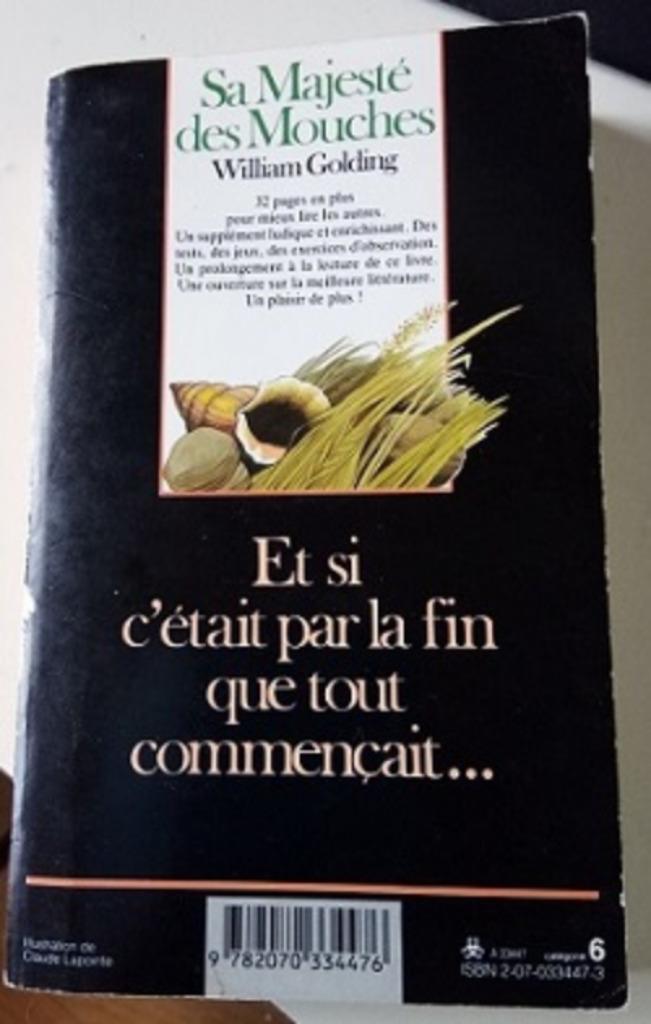 Sa Majesté
des Mouches
William Golding
32 pages en plus
pour mieux lire les autres.
Un supplément ludique et enrichissant. Des
tests, des jeux, des exercices d'observation.
Un prolongement à la lecture de ce livre.
Une ouverture sur la meilleure littérature.
Un plaisir de plus !
Et si
c'était par la fin
que tout
commençait...
Illustration de
Claude Lapointe
9 782070 334476
A 33447 catégorie 6
ISBN 2-07-033447-3